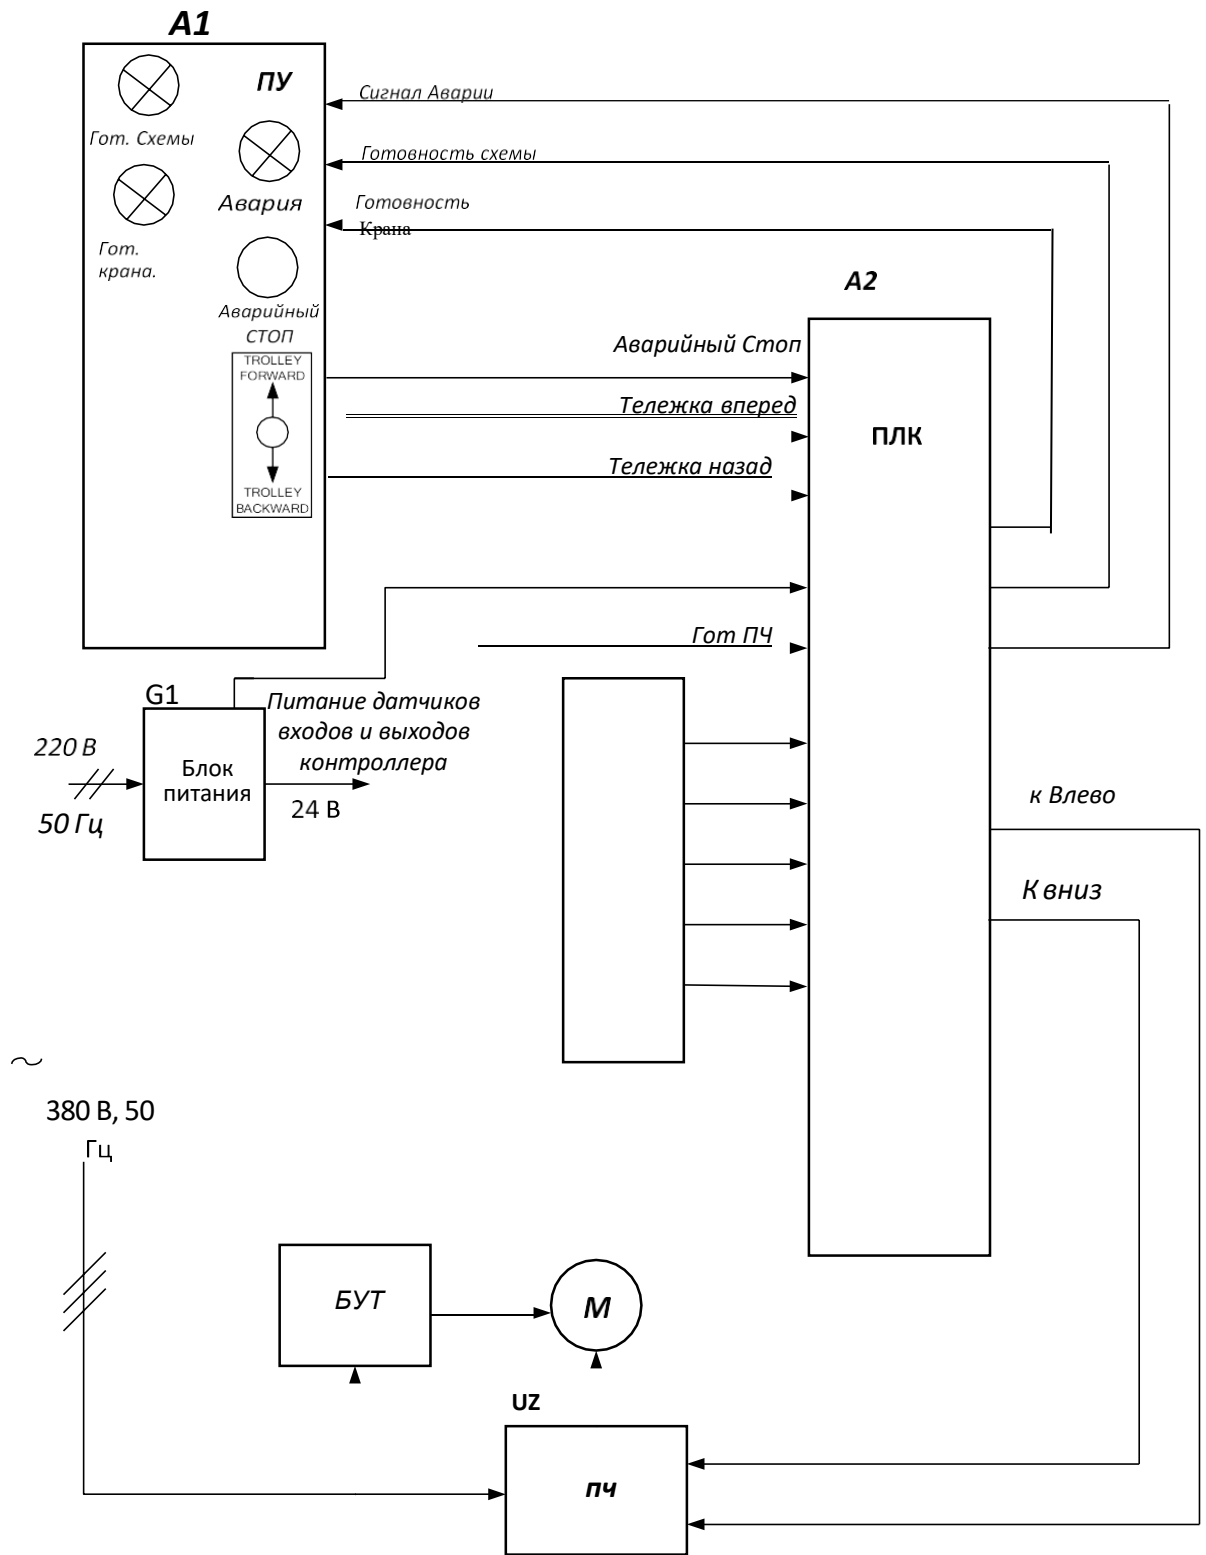 А1
ПУ
Сигнал Аварии
Гот. Схемы
Готовность схемы
Авария
Готовность
Крана
Гот.
крана.
Аварийный
СТОП
TROLLEY
FORWARD
TROLLEY
BACKWARD
А2
Аварийный Стоп
Тележка вперед
ПЛК
Тележка назад
Гот ПЧ
G1
Питание датчиков
входов и выходов
контроллера
220 В
Блок
питания
24 В
50 Гц
к Влево
К вниз
~
380 В, 50
Гц
БУТ
М
UZ
пч